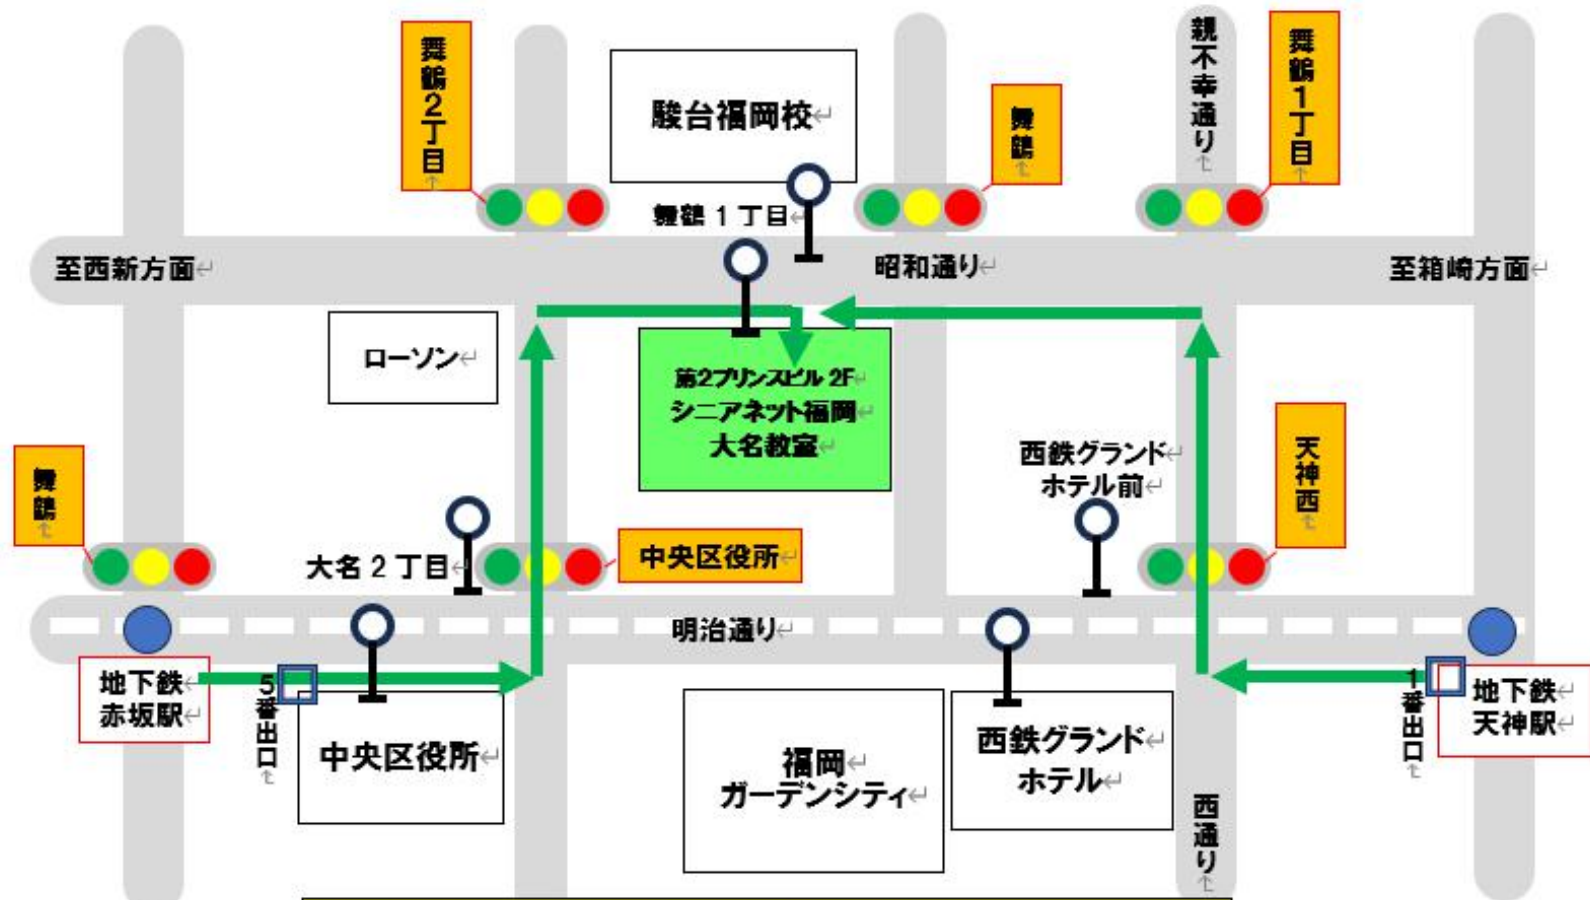 舞鶴2丁目
駿台福岡校
舞鶴
親不幸通り
舞鶴1丁目
舞鶴 1 丁目
至西新方面
昭和通り
至箱崎方面
ローソン
第2プリンスビル 2F
シニアネット福岡
大名教室
西鉄グランド
ホテル前
天神西
舞鶴
大名 2 丁目
中央区役所
明治通り
地下鉄
赤坂駅
5番出口
中央区役所
福岡
ガーデンシティ
西鉄グランド
ホテル
1番出口
地下鉄
天神駅
西通り